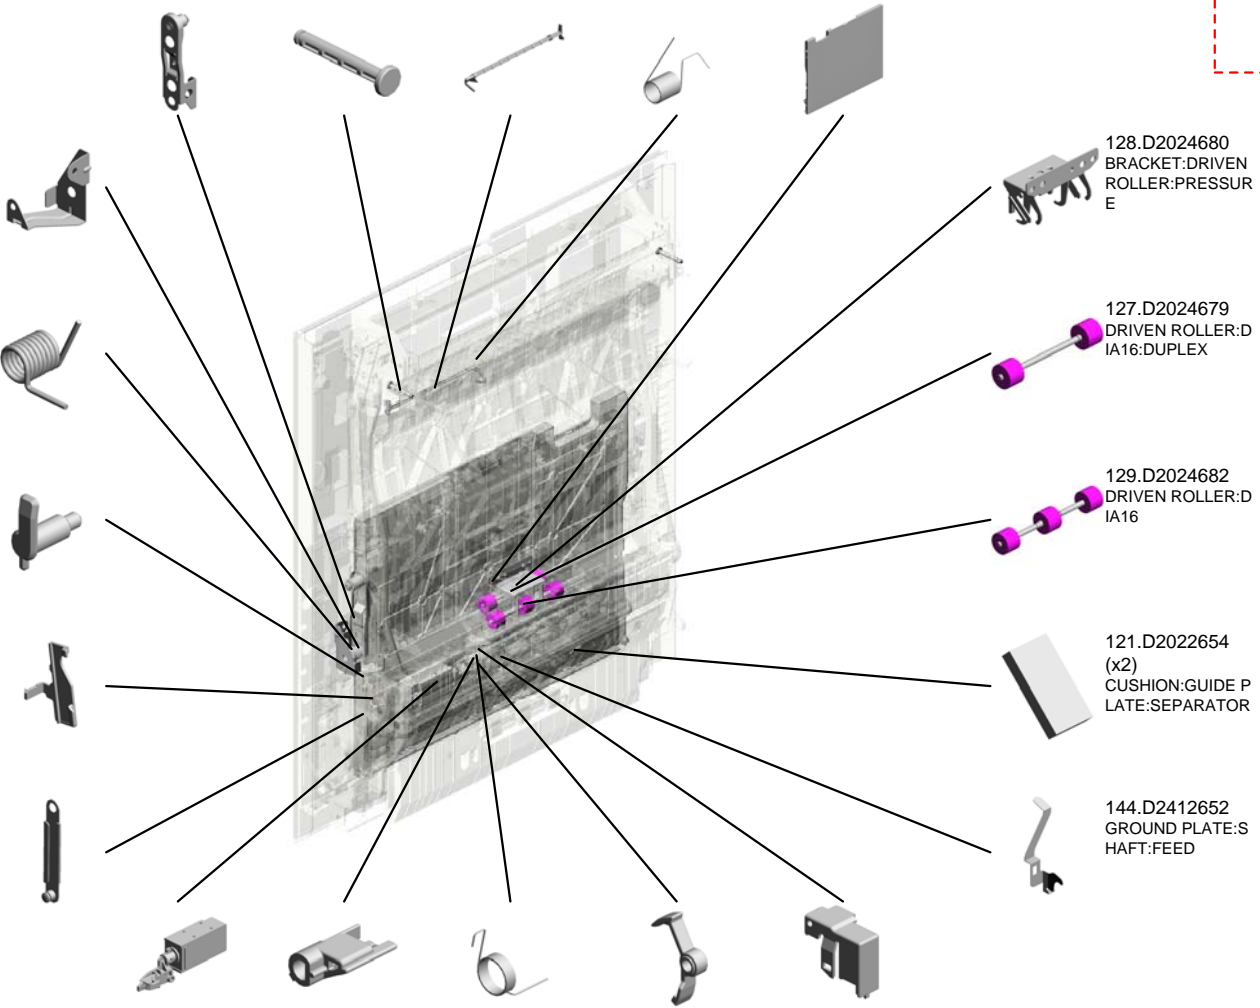 128.D2024680
BRACKET:DRIVEN
ROLLER:PRESSUR
E
127.D2024679
DRIVEN ROLLER:D
IA16:DUPLEX
129.D2024682
DRIVEN ROLLER:D
IA16
121.D2022654
(x2)
CUSHION:GUIDE P
LATE:SEPARATOR
144.D2412652
GROUND PLATE:S
HAFT:FEED